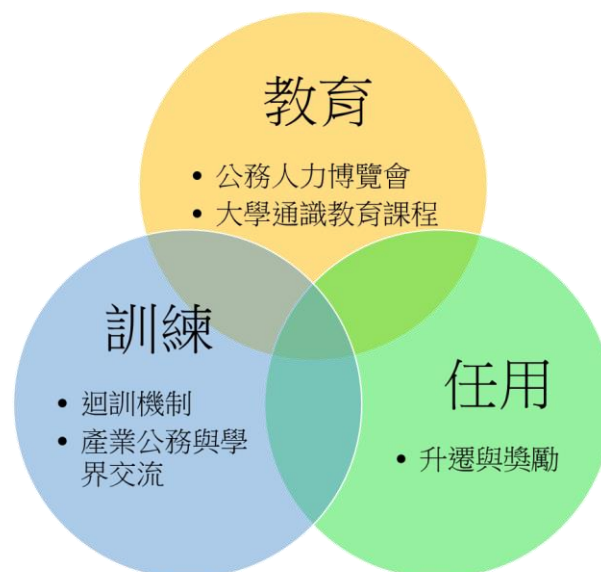 教育
• 公務人力博覽會
• 大學通識教育課程
訓練
• 迴訓機制
• 產業公務與學
界交流
任用
• 升遷與獎勵